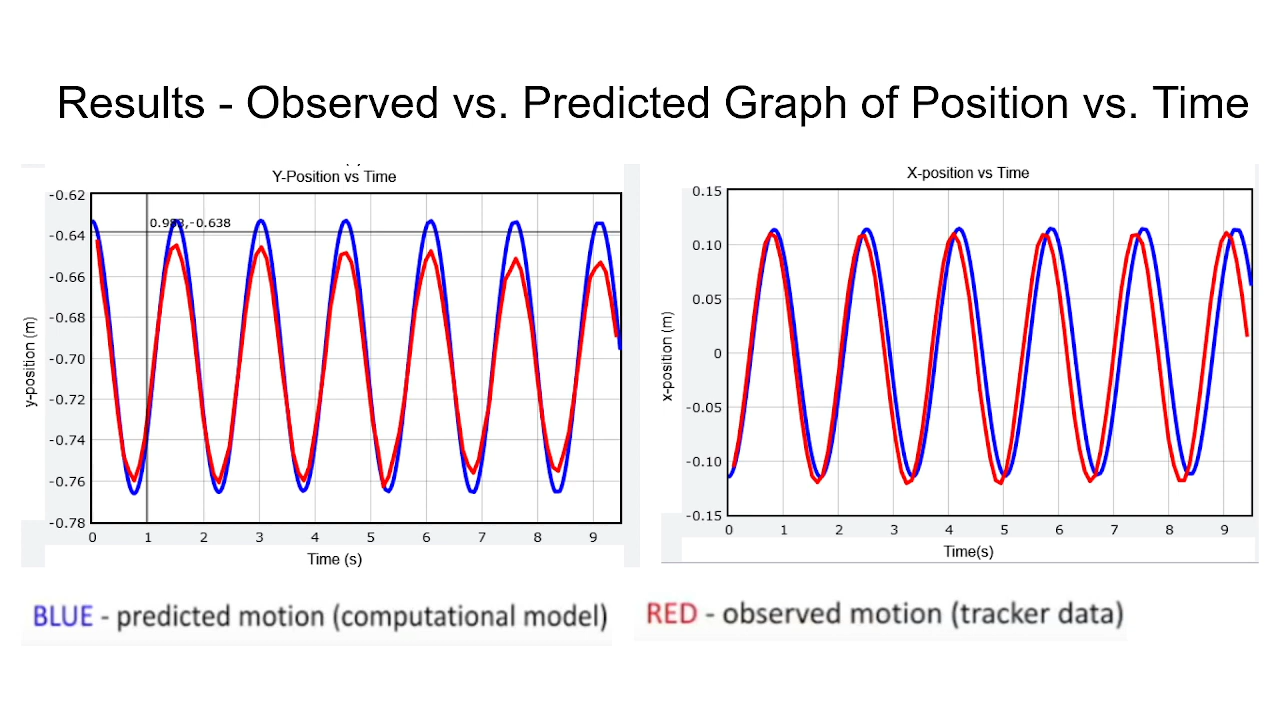 Results - Observed vs. Predicted Graph of Position vs. Time
Y-Position vs Time
-0.62
-0.64
-0.66
-0.68
-0.70
-0.72
-0.74
-0.76
-0.78
y-position (m)
0 1 2 3 4 5 6 7 8 9
Time (s)
X-position vs Time
0.15
0.10
0.05
0
-0.05
-0.10
-0.15
x-position (m)
0 1 2 3 4 5 6 7 8 9
Time(s)
BLUE - predicted motion (computational model)
RED - observed motion (tracker data)